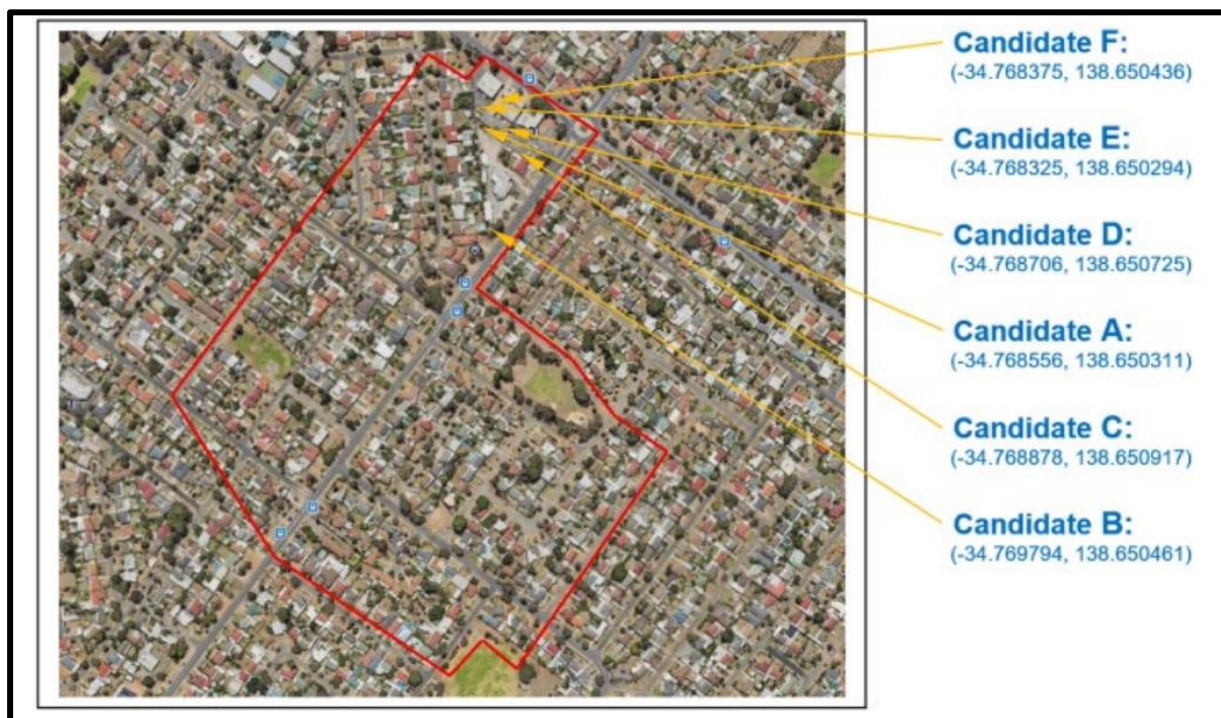 Candidate F:
(-34.768375, 138.650436)
Candidate E:
(-34.768325, 138.650294)
Candidate D:
(-34.768706, 138.650725)
Candidate A:
(-34.768556, 138.650311)
Candidate C:
(-34.768878, 138.650917)
Candidate B:
(-34.769794, 138.650461)